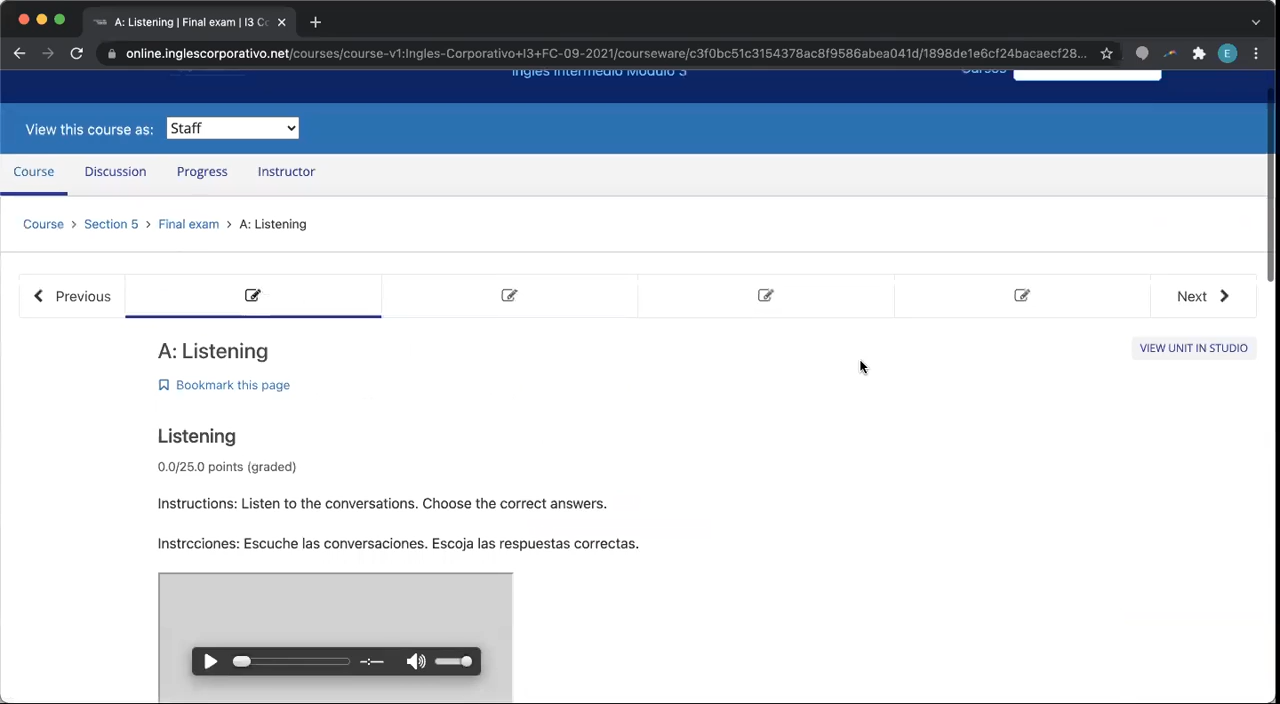 A: Listening | Final exam | I3 Co
online.inglescorporativo.net/courses/course-v1:Ingles-Corporativo+I3+FC-09-2021/courseware/c3f0bc51c3154378ac8f9586abea041d/1898de1e6cf24bacaecf28...
E
Ingles Intermedio Modulo 3
Courses
View this course as: Staff
Course Discussion Progress Instructor
Course > Section 5 > Final exam > A: Listening
Previous
Next
A: Listening
VIEW UNIT IN STUDIO
Bookmark this page
Listening
0.0/25.0 points (graded)
Instructions: Listen to the conversations. Choose the correct answers.
Instrcciones: Escuche las conversaciones. Escoja las respuestas correctas.
-:--